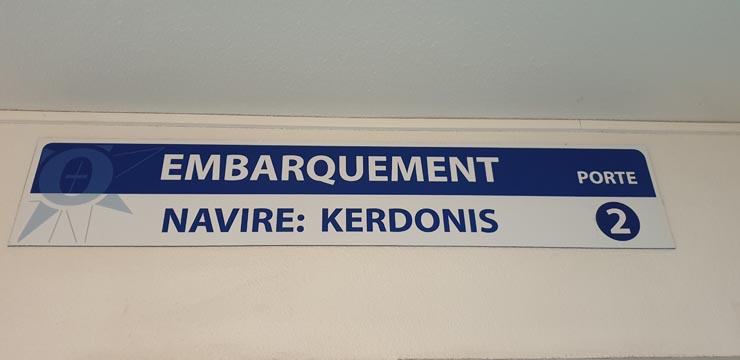 EMBARQUEMENT PORTE
NAVIRE: KERDONIS 2